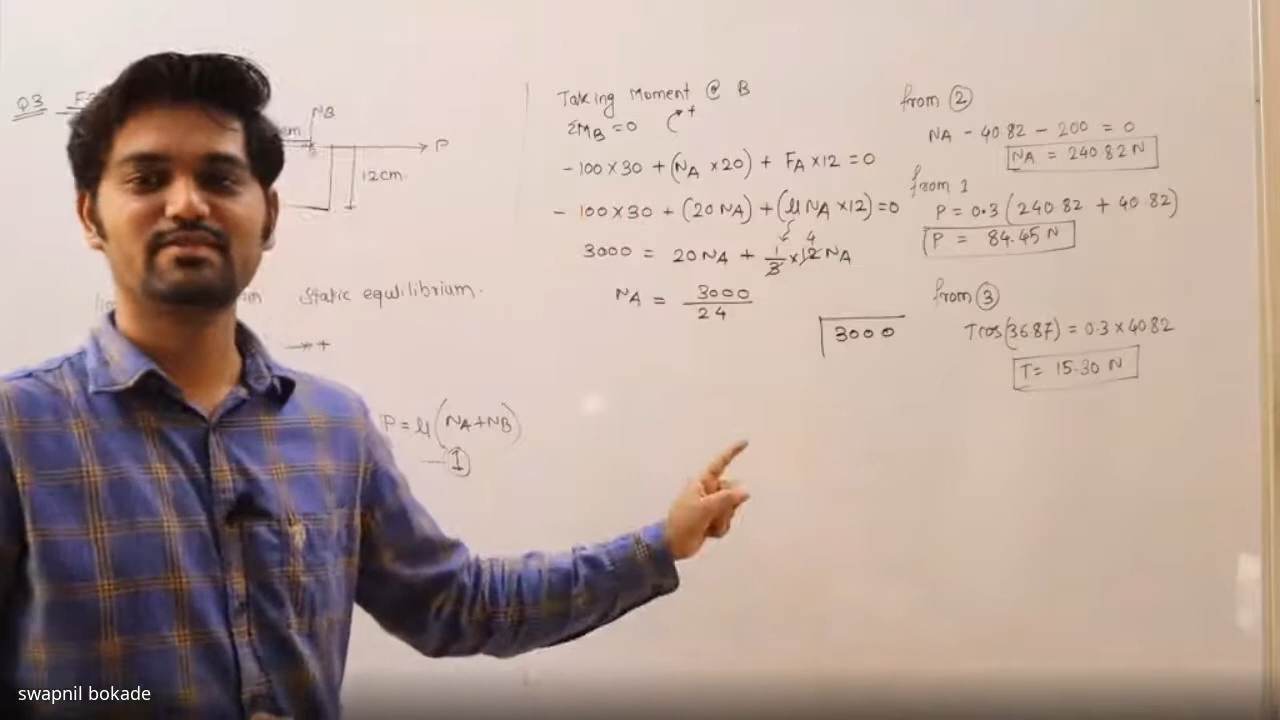 Q3
NB
cm
P
12cm.
Static equilibrium.
→+
P = μ(NA+NB)
— 1
Taking Moment @ B
ΣMB = 0 +
- 100 × 30 + (NA × 20) + FA × 12 = 0
- 100 × 30 + (20 NA) + (μ NA × 12) = 0
4
3000 = 20 NA + 1/3 × 12 NA
NA = 3000/24
3000
from 2
NA - 40.82 - 200 = 0
NA = 240.82 N
from 1
P = 0.3 (240.82 + 40.82)
P = 84.45 N
from 3
T cos(36.87) = 0.3 × 40.82
T = 15.30 N
swapnil bokade